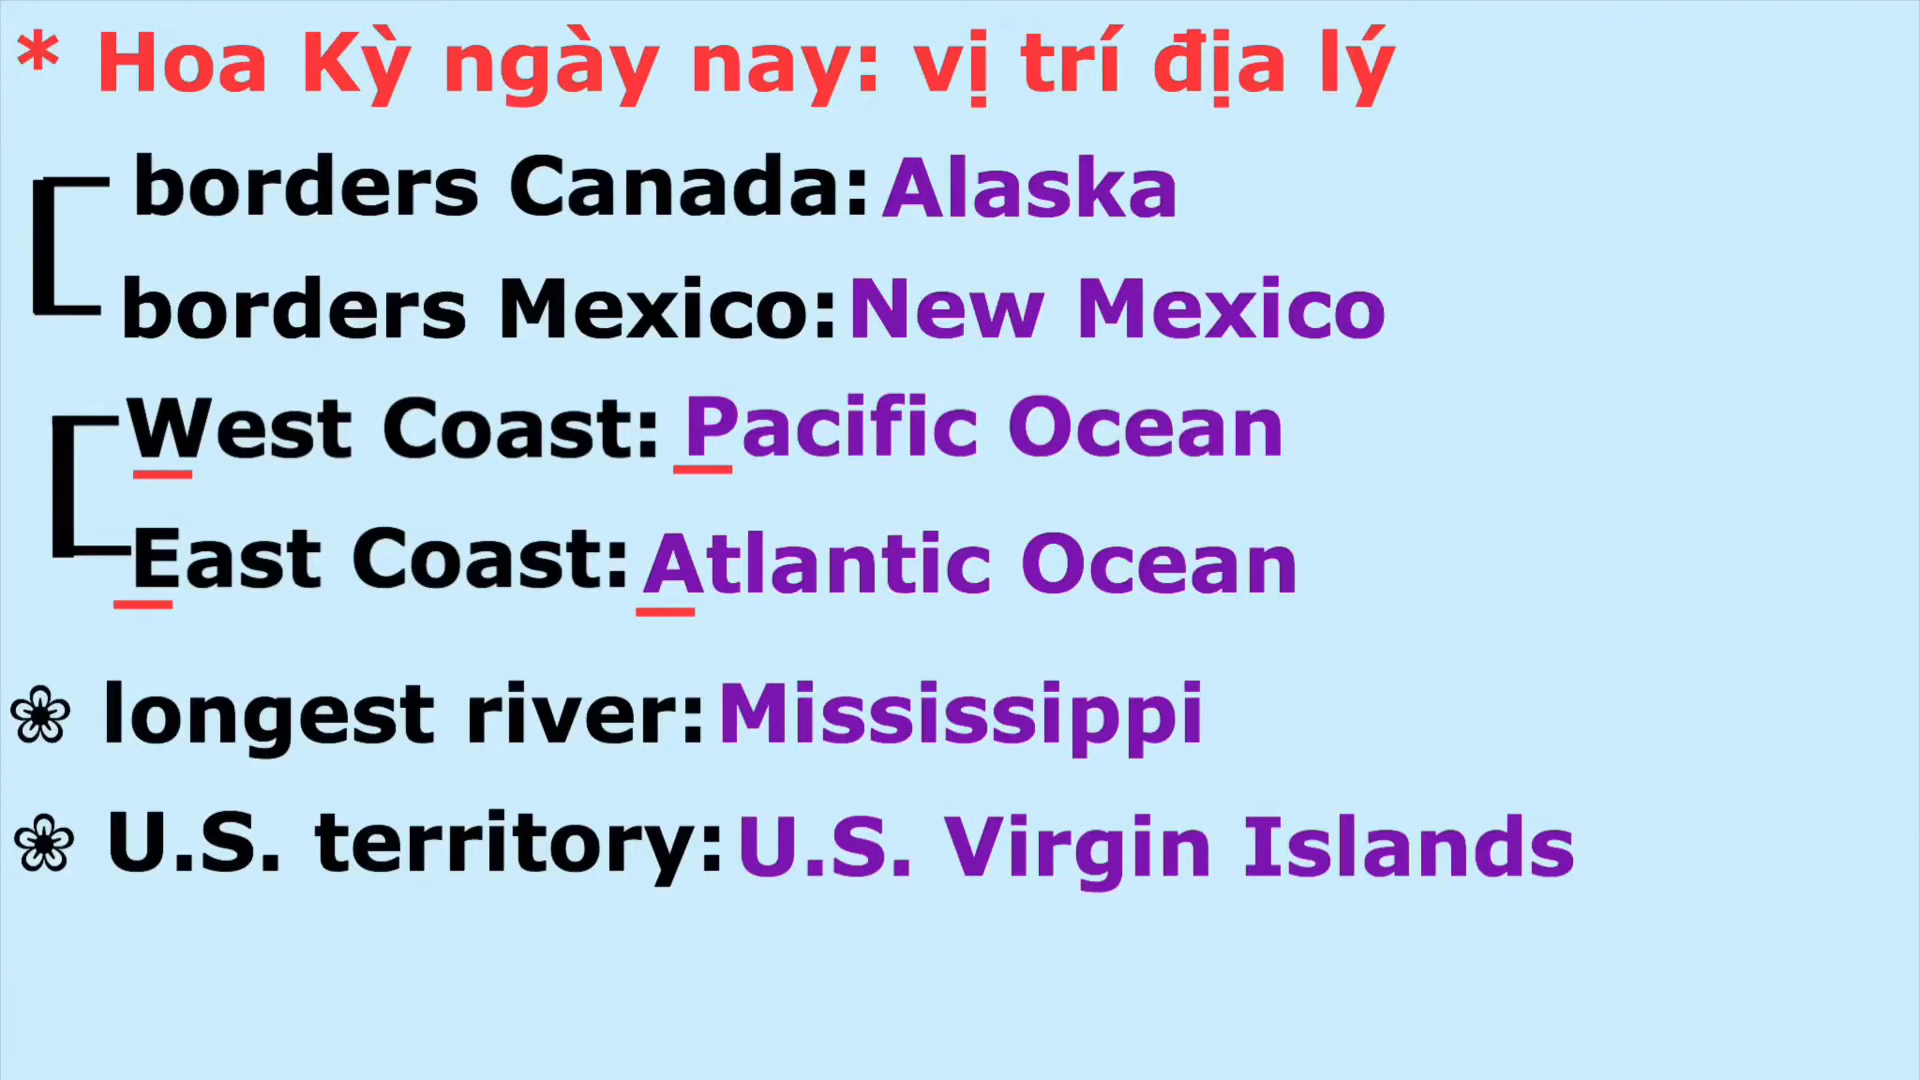 * Hoa Kỳ ngày nay: vị trí địa lý
borders Canada: Alaska
borders Mexico: New Mexico
West Coast: Pacific Ocean
East Coast: Atlantic Ocean
❀ longest river: Mississippi
❀ U.S. territory: U.S. Virgin Islands